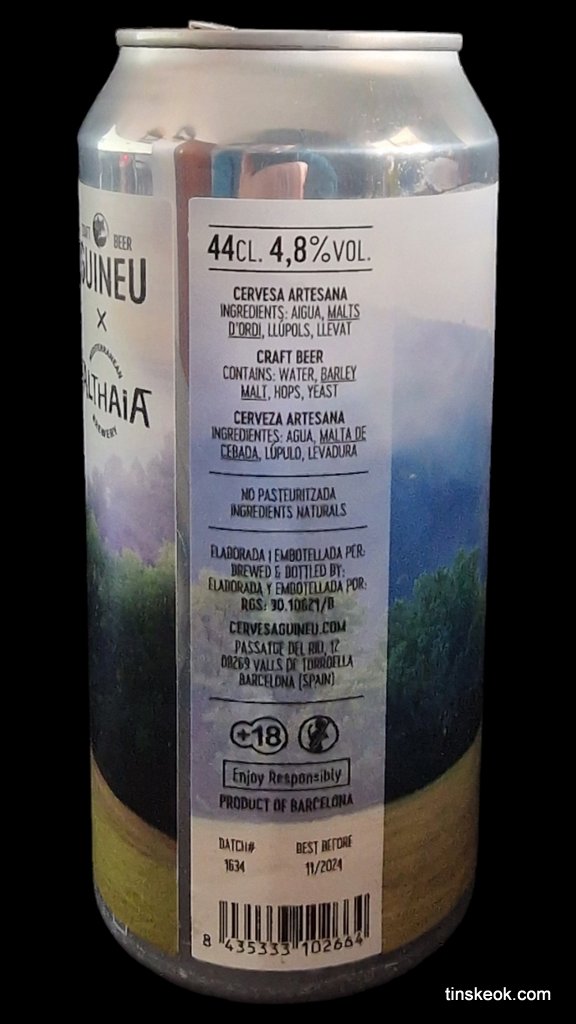 BEER
GUINEU
X
MEDITERRANEAN
ALTHAIA
BREWERY
44CL. 4,8%VOL.
CERVESA ARTESANA
INGREDIENTS: AIGUA, MALTS
D'ORDI, LLÚPOLS, LLEVAT
CRAFT BEER
CONTAINS: WATER, BARLEY
MALT, HOPS, YEAST
CERVEZA ARTESANA
INGREDIENTES: AGUA, MALTA DE
CEBADA, LÚPULO, LEVADURA
NO PASTEURITZADA
INGREDIENTS NATURALS
ELABORADA I EMBOTELLADA PER:
BREWED & BOTTLED BY:
ELABORADA Y EMBOTELLADA POR:
RGS: 30.10621/B
CERVESAGUINEU.COM
PASSATGE DEL RIU, 12
08269 VALLS DE TORROELLA
BARCELONA (SPAIN)
+18
Enjoy Responsibly
PRODUCT OF BARCELONA
BATCH# BEST BEFORE
1634 11/2024
8 435333 102664
tinskeok.com